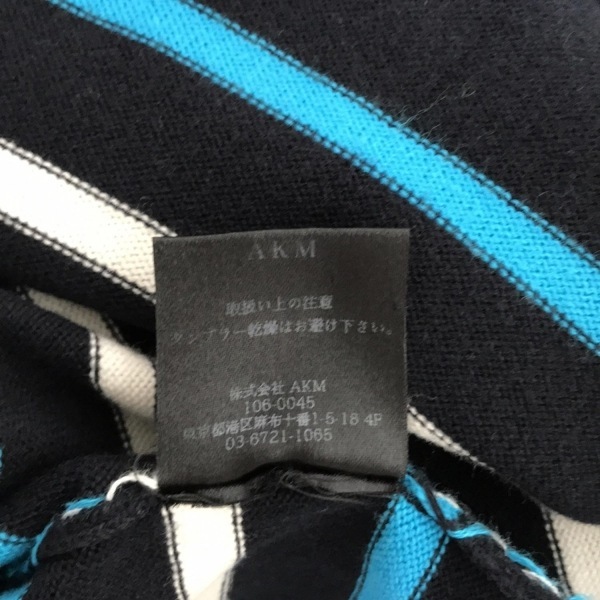 AKM
取扱い上の注意
タンブラー乾燥はお避け下さい。
株式会社 AKM
106-0045
東京都港区麻布十番1-5-18 4F
03-6721-1065